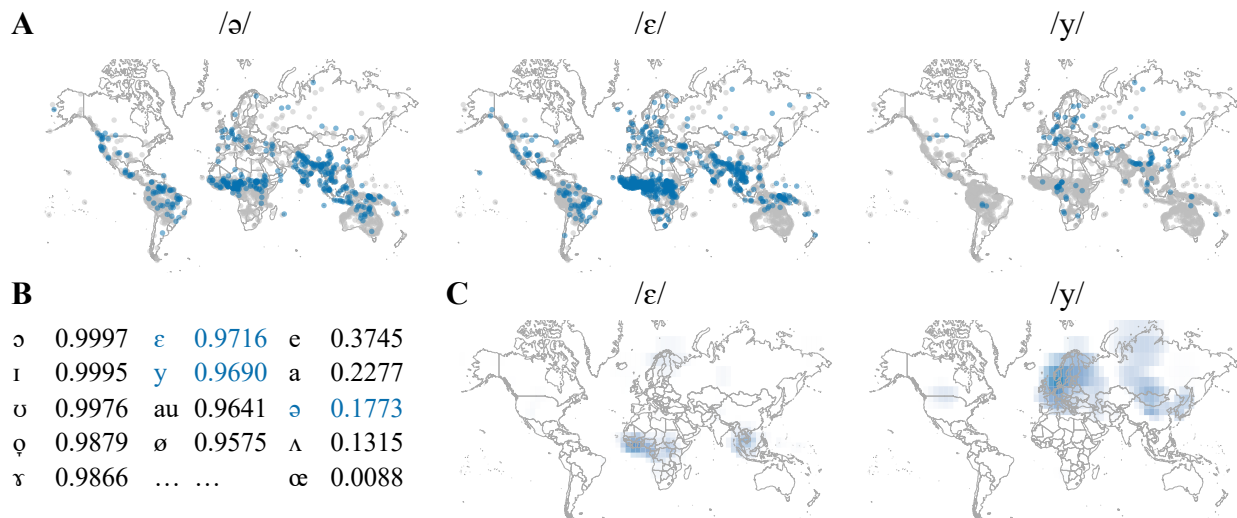 A /ə/ /ɛ/ /y/
B C /ɛ/ /y/
ɔ 0.9997 ɛ 0.9716 e 0.3745
ɪ 0.9995 y 0.9690 a 0.2277
ʊ 0.9976 au 0.9641 ə 0.1773
o̞ 0.9879 ø 0.9575 ʌ 0.1315
ɤ 0.9866 … … œ 0.0088